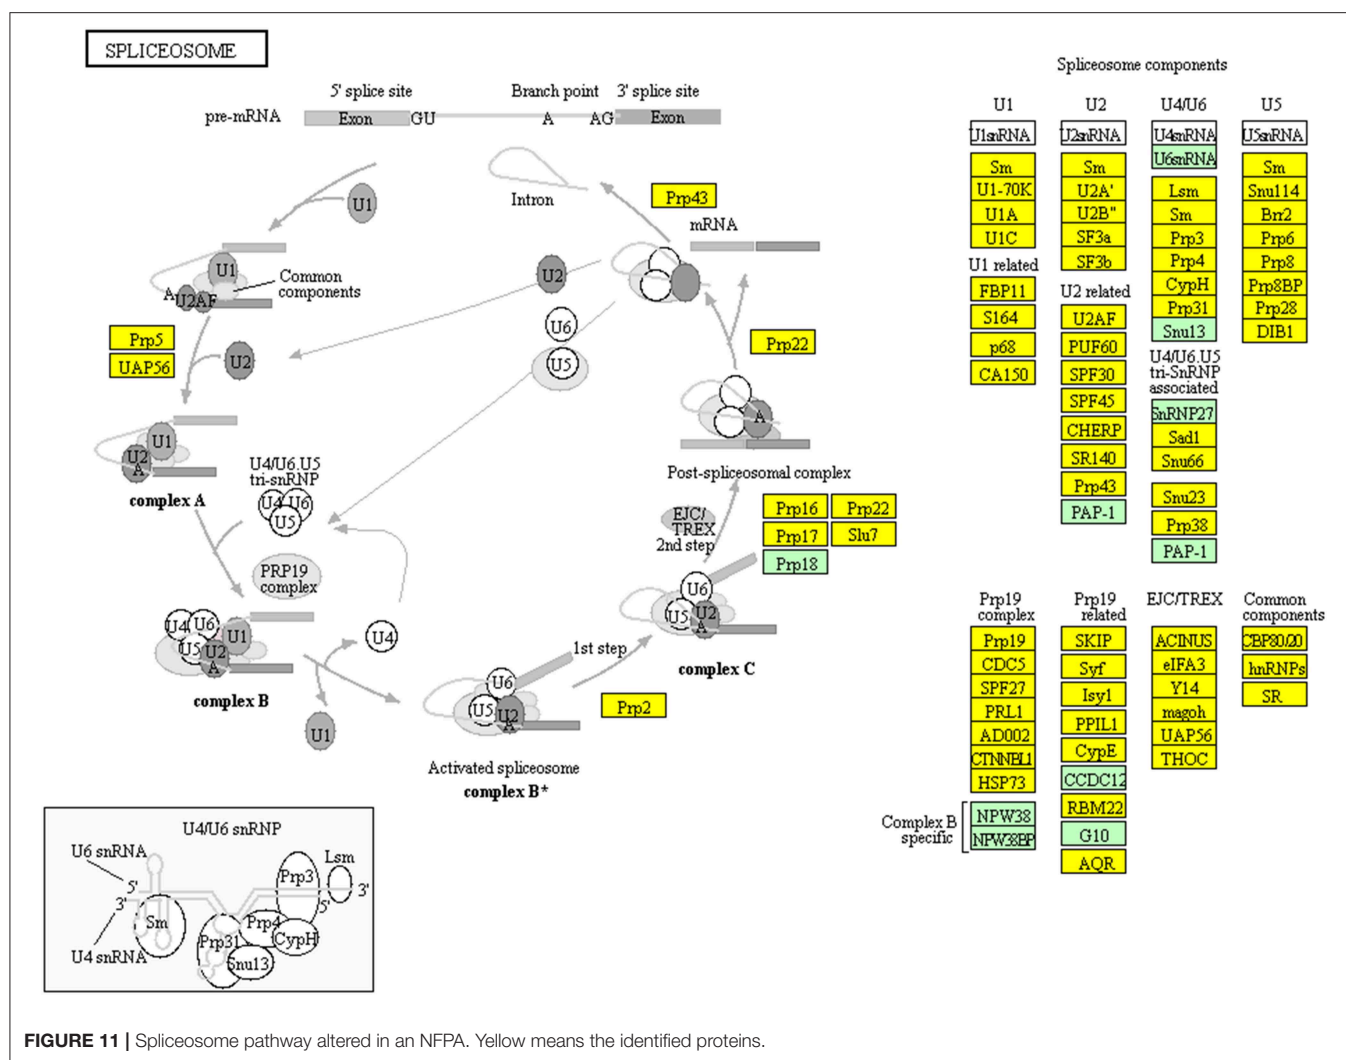 SPLICEOSOME
5' splice site
Branch point
3' splice site
pre-mRNA
Exon
GU
A
AG
Exon
U1
Intron
Prp43
mRNA
U1
Common
components
A
U2AF
U2
U6
U5
Prp5
UAP56
U2
Prp22
A
Post-spliceosomal complex
U1
U2
A
complex A
U4/U6.U5
tri-snRNP
U4
U6
U5
PRP19
complex
EJC/
TREX
2nd step
Prp16
Prp22
Prp17
Slu7
Prp18
U6
U5
U2
A
complex C
U4
U6
U1
U5
U2
A
complex B
U4
U1
1st step
U6
U5
U2
A
Prp2
Activated spliceosome
complex B*
U4/U6 snRNP
U6 snRNA
5'
3'
Sm
U4 snRNA
Prp31
Snu13
Prp4
CypH
Prp3
Lsm
3'
5'
Spliceosome components
U1
U1snRNA
Sm
U1-70K
U1A
U1C
U1 related
FBP11
S164
p68
CA150
U2
U2snRNA
Sm
U2A'
U2B"
SF3a
SF3b
U2 related
U2AF
PUF60
SPF30
SPF45
CHERP
SR140
Prp43
PAP-1
U4/U6
U4snRNA
U6snRNA
Lsm
Sm
Prp3
Prp4
CypH
Prp31
Snu13
U4/U6.U5
tri-SnRNP
associated
SnRNP27
Sad1
Snu66
Snu23
Prp38
PAP-1
U5
U5snRNA
Sm
Snu114
Brr2
Prp6
Prp8
Prp8BP
Prp28
DIB1
Prp19
complex
Prp19
CDC5
SPF27
PRL1
AD002
CTNNBL1
HSP73
Complex B
specific
NPW38
NPW38BP
Prp19
related
SKIP
Syf
Isy1
PPIL1
CypE
CCDC12
RBM22
G10
AQR
EJC/TREX
ACINUS
eIFA3
Y14
magoh
UAP56
THOC
Common
components
CBP80/20
hnRNPs
SR
FIGURE 11 | Spliceosome pathway altered in an NFPA. Yellow means the identified proteins.